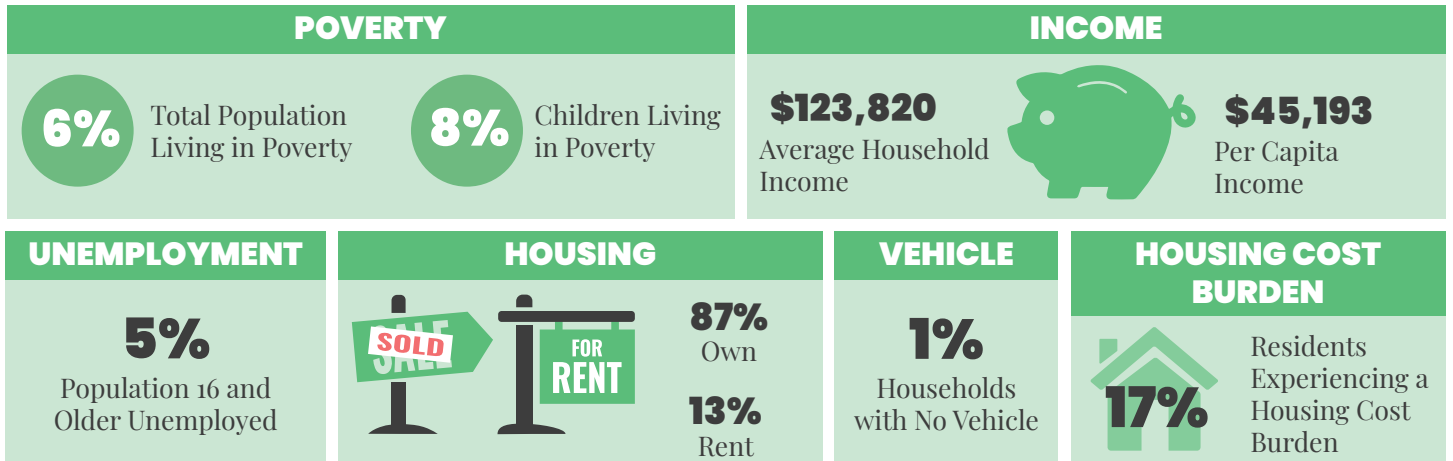 POVERTY
6%
Total Population
Living in Poverty
8%
Children Living
in Poverty
INCOME
$123,820
Average Household
Income
$45,193
Per Capita
Income
UNEMPLOYMENT
5%
Population 16 and
Older Unemployed
HOUSING
SALE
SOLD
FOR
RENT
87%
Own
13%
Rent
VEHICLE
1%
Households
with No Vehicle
HOUSING COST
BURDEN
17%
Residents
Experiencing a
Housing Cost
Burden